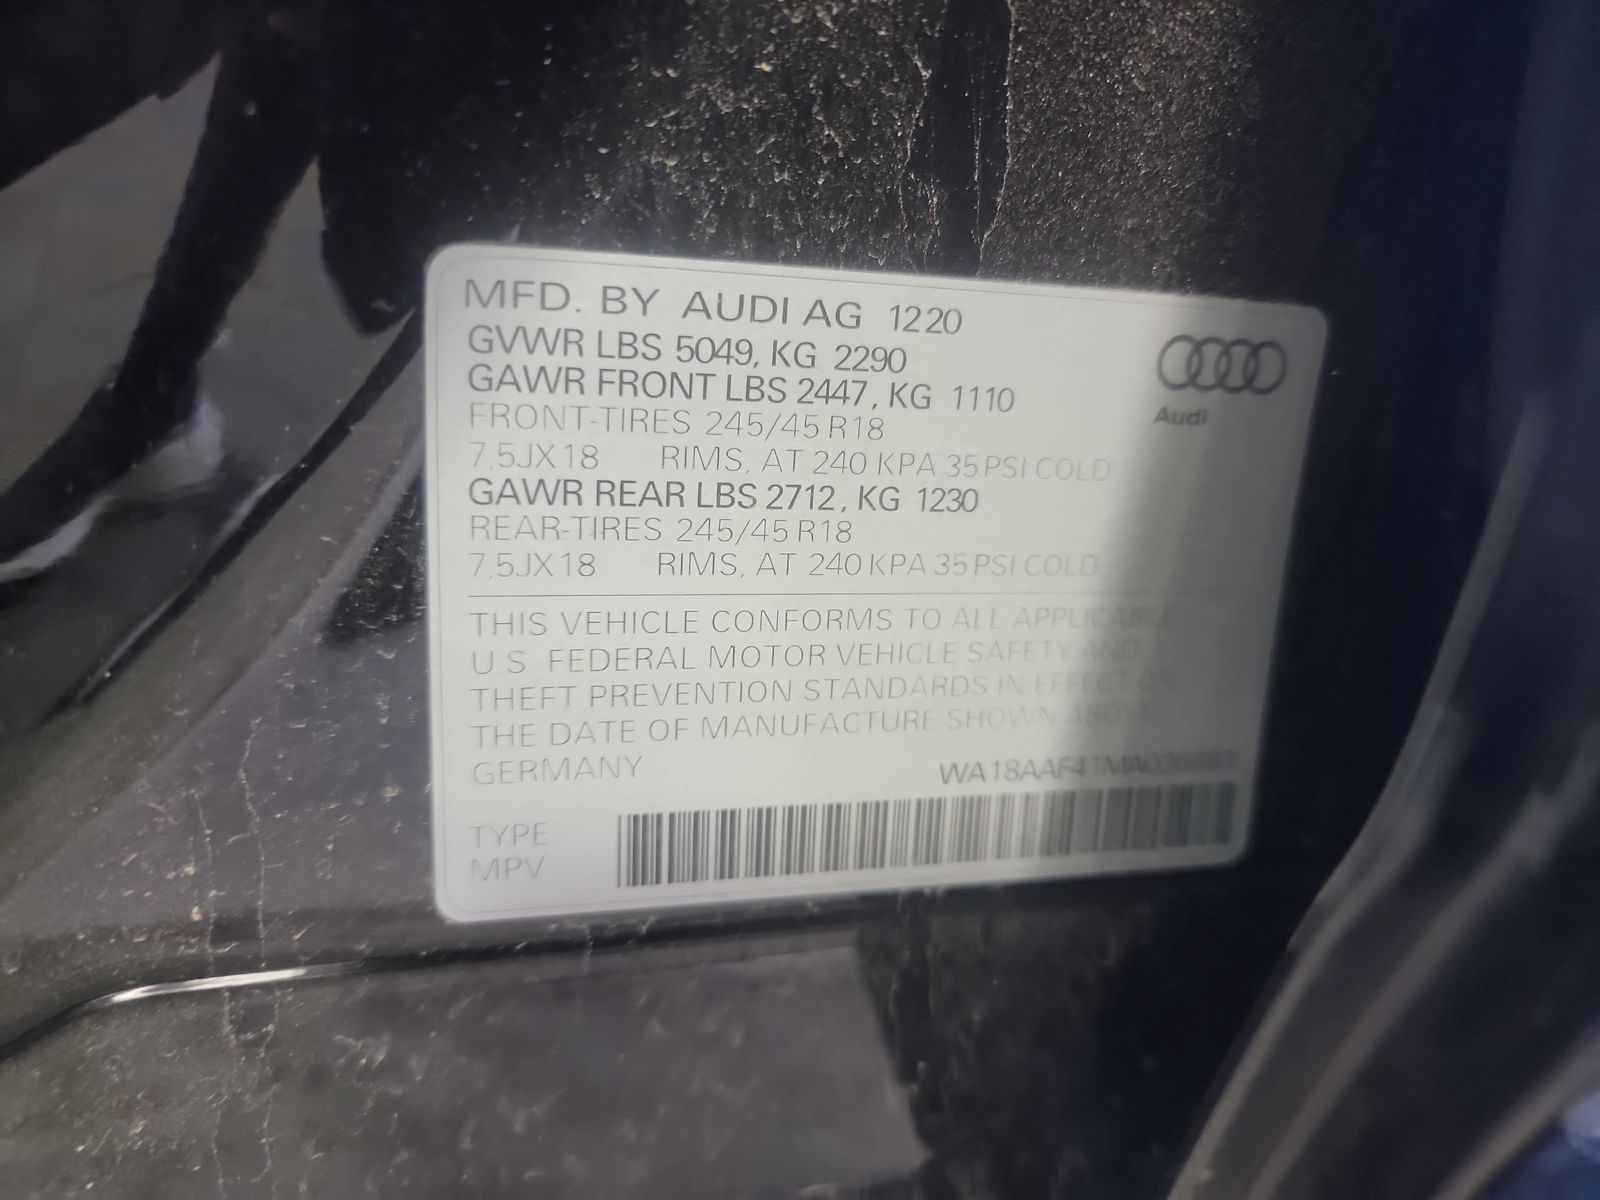 MFD. BY AUDI AG 1220
GVWR LBS 5049, KG 2290
GAWR FRONT LBS 2447, KG 1110
FRONT-TIRES 245/45 R18
7,5JX18 RIMS, AT 240 KPA 35 PSI COLD
GAWR REAR LBS 2712, KG 1230
REAR-TIRES 245/45 R18
7,5JX18 RIMS, AT 240 KPA 35 PSI COLD
Audi
THIS VEHICLE CONFORMS TO ALL APPLICABLE
U.S. FEDERAL MOTOR VEHICLE SAFETY AND
THEFT PREVENTION STANDARDS IN EFFECT ON
THE DATE OF MANUFACTURE SHOWN ABOVE
GERMANY
TYPE
MPV